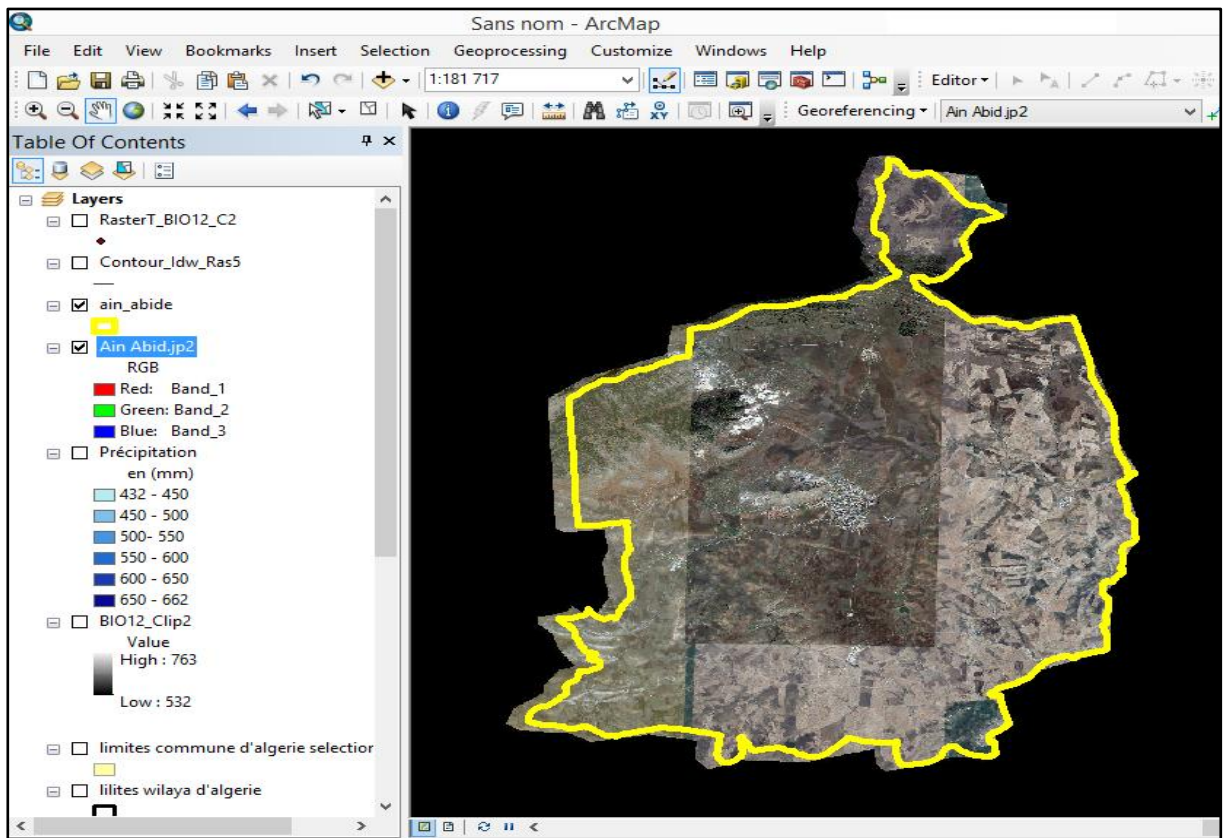 Sans nom - ArcMap
File Edit View Bookmarks Insert Selection Geoprocessing Customize Windows Help
1:181 717 Editor
Georeferencing Ain Abid.jp2
Table Of Contents
Layers
RasterT_BIO12_C2
Contour_Idw_Ras5
ain_abide
Ain Abid.jp2
RGB
Red: Band_1
Green: Band_2
Blue: Band_3
Précipitation
en (mm)
432 - 450
450 - 500
500- 550
550 - 600
600 - 650
650 - 662
BIO12_Clip2
Value
High : 763
Low : 532
limites commune d'algerie selection
lilites wilaya d'algerie